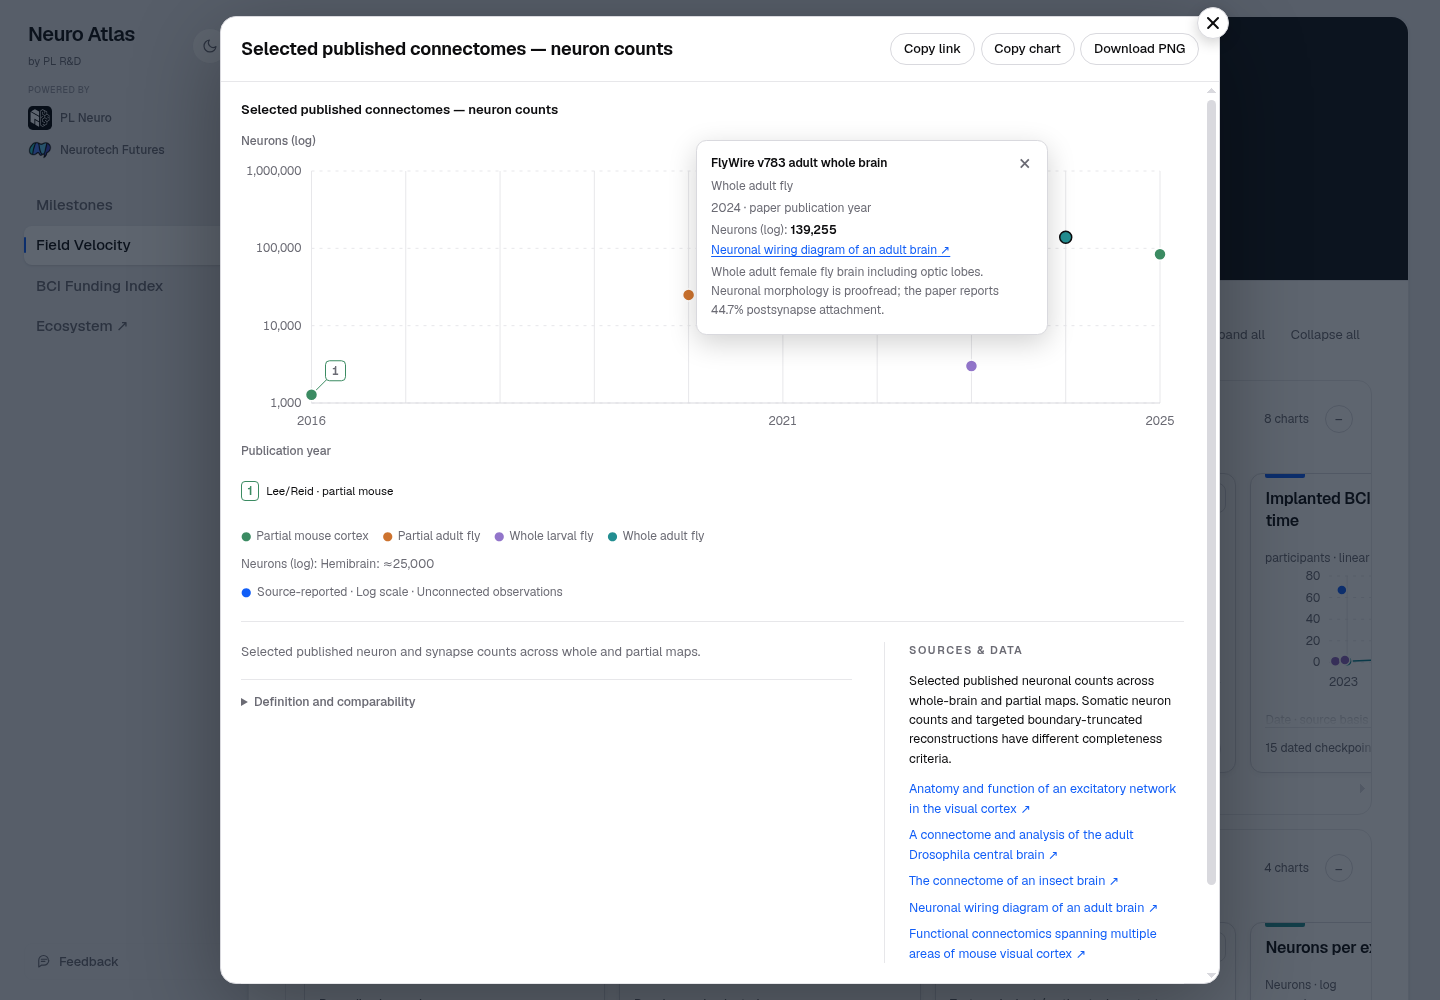 Neuro Atlas
by PL R&D
POWERED BY
PL Neuro
Neurotech Futures
Milestones
Field Velocity
BCI Funding Index
Ecosystem ↗
Feedback
Selected published connectomes — neuron counts
Copy link
Copy chart
Download PNG
Selected published connectomes — neuron counts
Neurons (log)
1,000,000
100,000
10,000
1,000
1
2016
2021
2025
Publication year
FlyWire v783 adult whole brain
Whole adult fly
2024 · paper publication year
Neurons (log): 139,255
Neuronal wiring diagram of an adult brain ↗
Whole adult female fly brain including optic lobes.
Neuronal morphology is proofread; the paper reports
44.7% postsynapse attachment.
1 Lee/Reid · partial mouse
Partial mouse cortex Partial adult fly Whole larval fly Whole adult fly
Neurons (log): Hemibrain: ≈25,000
Source-reported · Log scale · Unconnected observations
Selected published neuron and synapse counts across whole and partial maps.
Definition and comparability
SOURCES & DATA
Selected published neuronal counts across
whole-brain and partial maps. Somatic neuron
counts and targeted boundary-truncated
reconstructions have different completeness
criteria.
Anatomy and function of an excitatory network
in the visual cortex ↗
A connectome and analysis of the adult
Drosophila central brain ↗
The connectome of an insect brain ↗
Neuronal wiring diagram of an adult brain ↗
Functional connectomics spanning multiple
areas of mouse visual cortex ↗
all
Collapse all
8 charts
Implanted BCI
time
participants · linear
80
60
40
20
0
2023
Date · source basis
15 dated
4 charts
Neurons per
Neurons · log